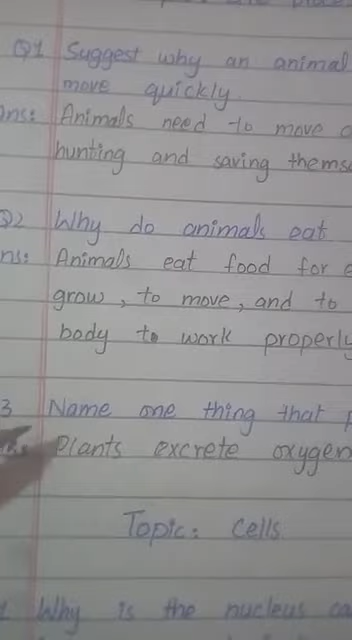 Q1 Suggest why an animal
move quickly.
Ans: Animals need to move
hunting and saving
Q2 Why do animals eat
Ans: Animals eat food for
grow, to move, and to
body to work properly
3 Name one thing that
Plants excrete oxygen
Topic: Cells
1 Why is the nucleus